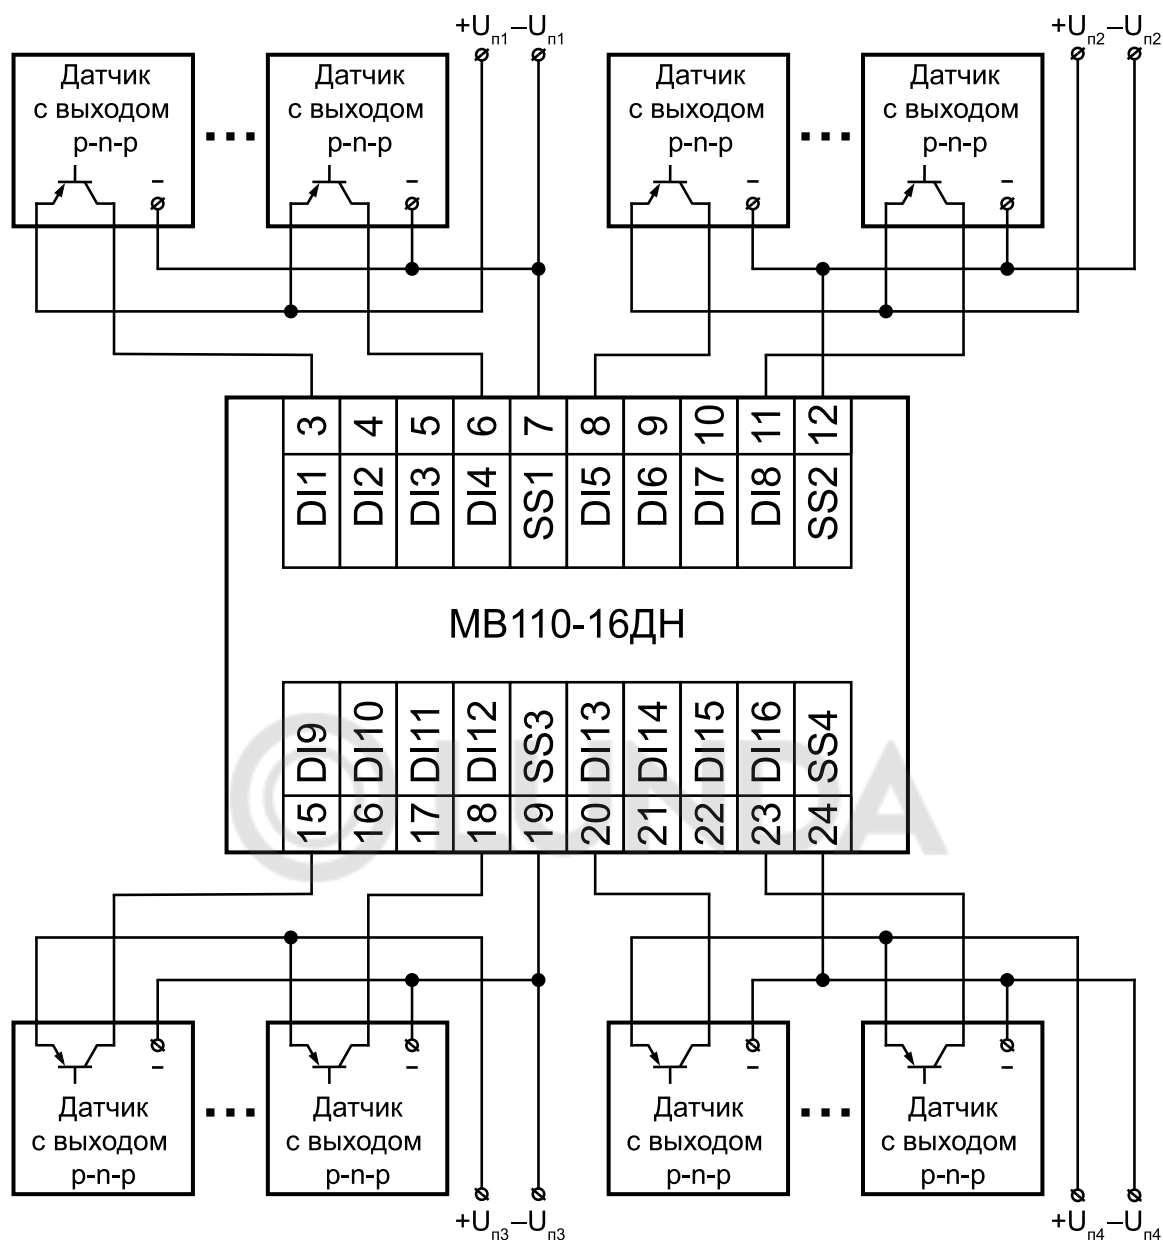 +Uп1 –Uп1
+Uп2 –Uп2
Датчик
с выходом
p-n-p
Датчик
с выходом
p-n-p
Датчик
с выходом
p-n-p
Датчик
с выходом
p-n-p
–
–
–
–
3 4 5 6 7 8 9 10 11 12
DI1 DI2 DI3 DI4 SS1 DI5 DI6 DI7 DI8 SS2
МВ110-16ДН
DI9 DI10 DI11 DI12 SS3 DI13 DI14 DI15 DI16 SS4
© LUNDA
15 16 17 18 19 20 21 22 23 24
–
–
–
–
Датчик
с выходом
p-n-p
Датчик
с выходом
p-n-p
Датчик
с выходом
p-n-p
Датчик
с выходом
p-n-p
+Uп3 –Uп3
+Uп4 –Uп4